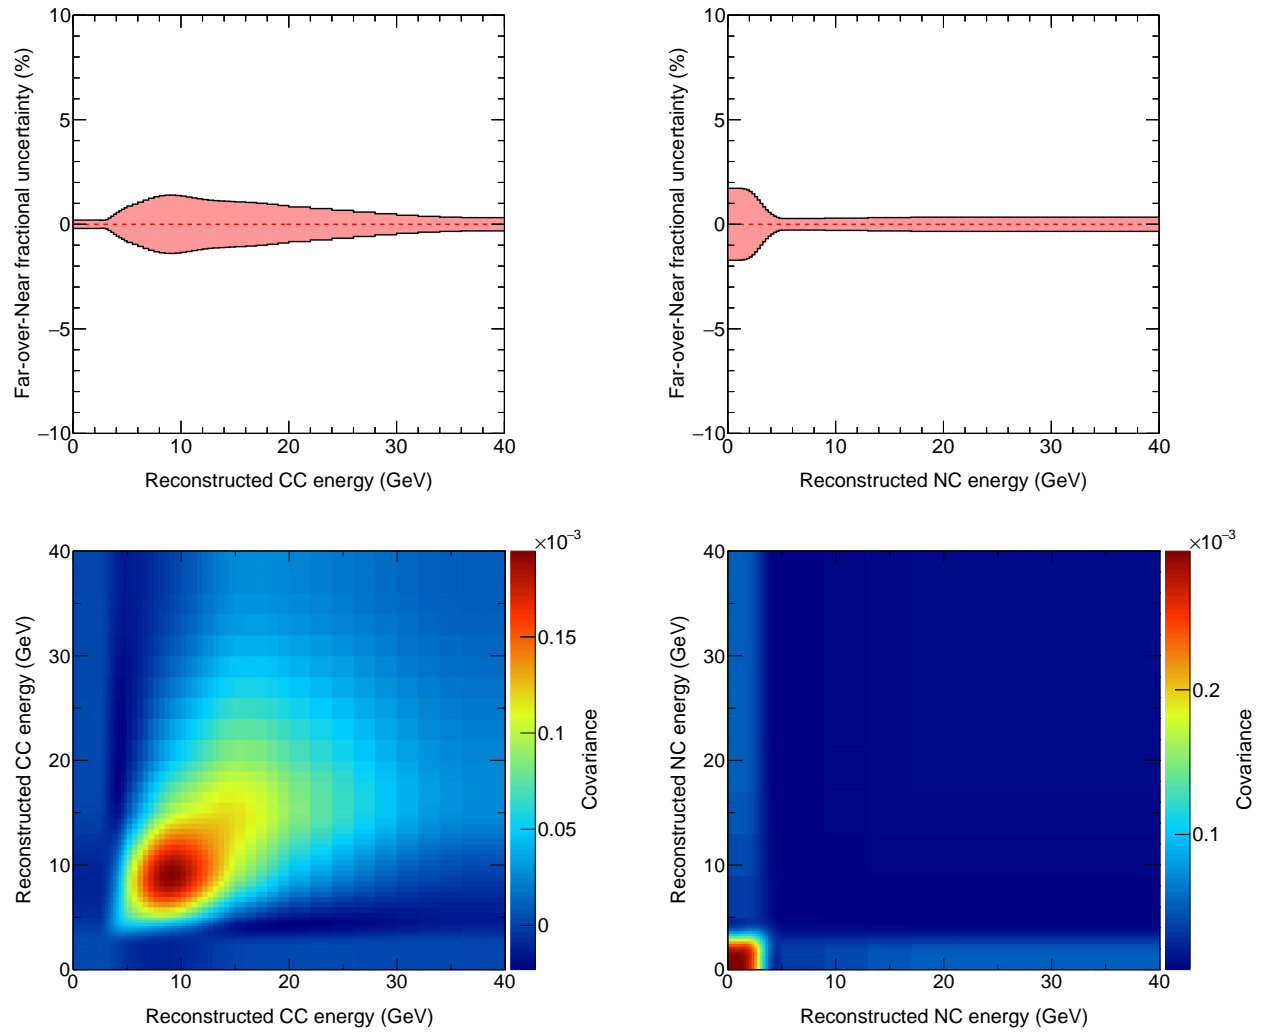 Far-over-Near fractional uncertainty (%)
10
5
0
−5
−10
0 10 20 30 40
Reconstructed CC energy (GeV)
Far-over-Near fractional uncertainty (%)
10
5
0
−5
−10
0 10 20 30 40
Reconstructed NC energy (GeV)
Reconstructed CC energy (GeV)
40
30
20
10
0
0 10 20 30 40
Reconstructed CC energy (GeV)
×10−3
0.15
0.1
0.05
0
Covariance
Reconstructed NC energy (GeV)
40
30
20
10
0
0 10 20 30 40
Reconstructed NC energy (GeV)
×10−3
0.2
0.1
Covariance